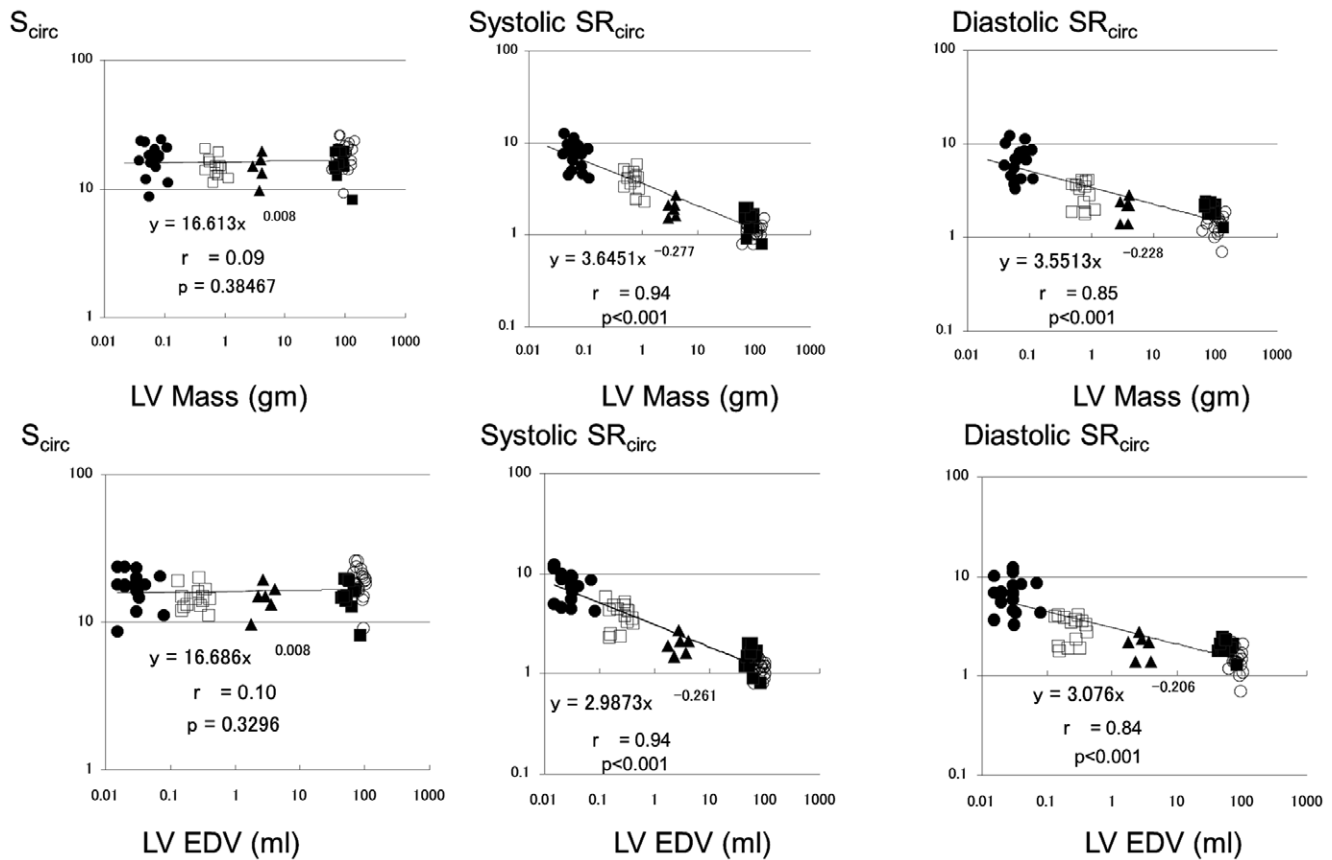 S_circ
Systolic SR_circ
Diastolic SR_circ
100
10
1
y = 16.613x^0.008
r = 0.09
p = 0.38467
0.01 0.1 1 10 100 1000
LV Mass (gm)
100
10
1
0.1
y = 3.6451x^−0.277
r = 0.94
p<0.001
0.01 0.1 1 10 100 1000
LV Mass (gm)
100
10
1
0.1
y = 3.5513x^−0.228
r = 0.85
p<0.001
0.01 0.1 1 10 100 1000
LV Mass (gm)
S_circ
Systolic SR_circ
Diastolic SR_circ
100
10
1
y = 16.686x^0.008
r = 0.10
p = 0.3296
0.01 0.1 1 10 100 1000
LV EDV (ml)
100
10
1
0.1
y = 2.9873x^−0.261
r = 0.94
p<0.001
0.01 0.1 1 10 100 1000
LV EDV (ml)
100
10
1
0.1
y = 3.076x^−0.206
r = 0.84
p<0.001
0.01 0.1 1 10 100 1000
LV EDV (ml)